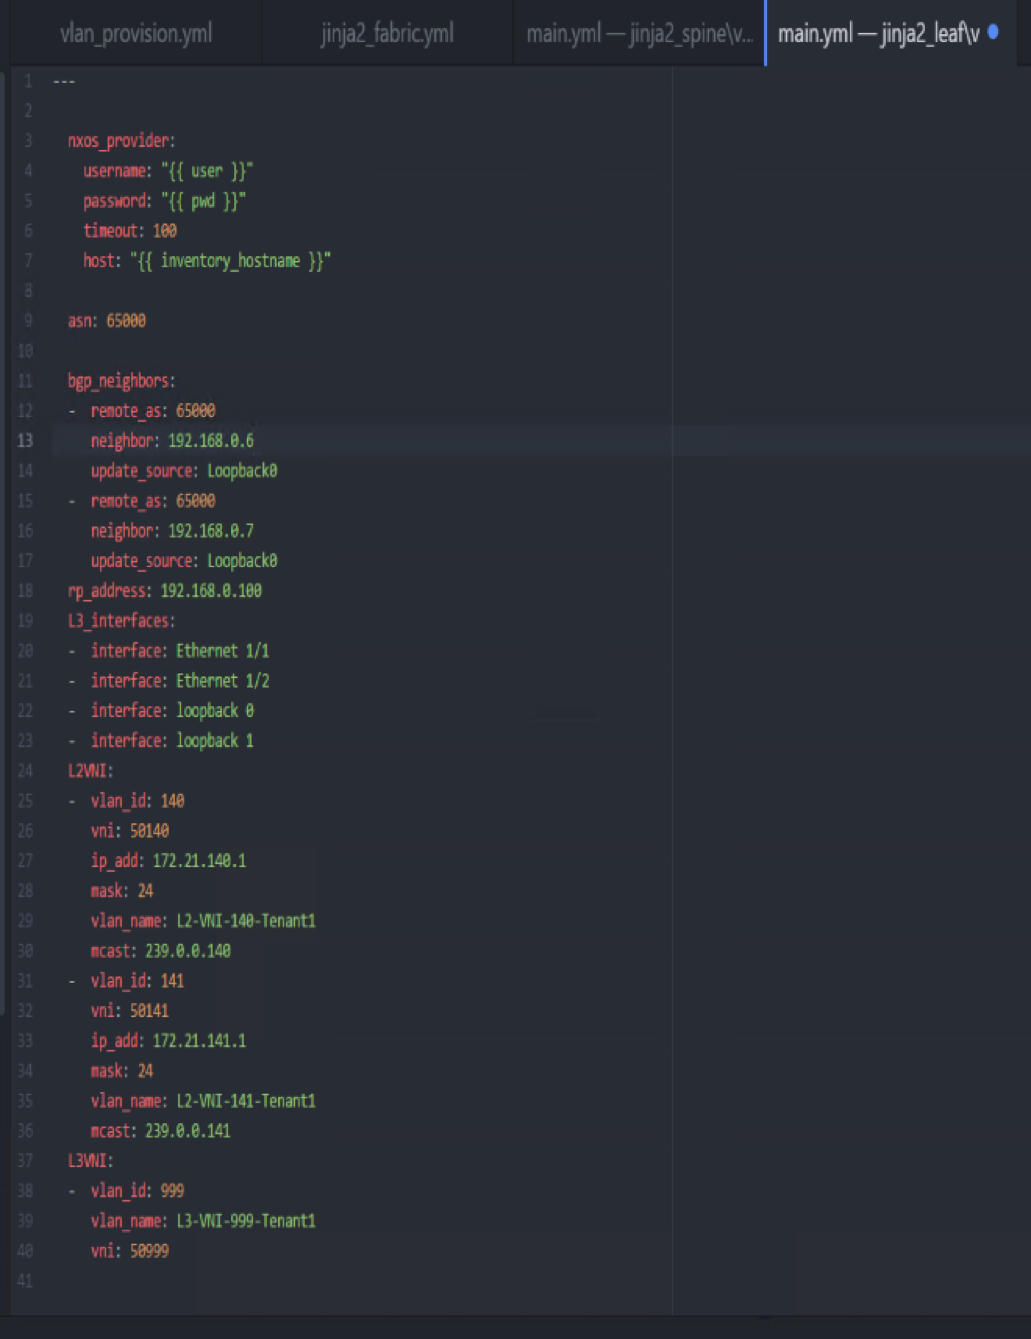 vlan_provision.yml
jinja2_fabric.yml
main.yml — jinja2_spine\v...
main.yml — jinja2_leaf\v
1 ---
2
3 nxos_provider:
4 username: "{{ user }}"
5 password: "{{ pwd }}"
6 timeout: 100
7 host: "{{ inventory_hostname }}"
8
9 asn: 65000
10
11 bgp_neighbors:
12 - remote_as: 65000
13 neighbor: 192.168.0.6
14 update_source: Loopback0
15 - remote_as: 65000
16 neighbor: 192.168.0.7
17 update_source: Loopback0
18 rp_address: 192.168.0.100
19 L3_interfaces:
20 - interface: Ethernet 1/1
21 - interface: Ethernet 1/2
22 - interface: loopback 0
23 - interface: loopback 1
24 L2VNI:
25 - vlan_id: 140
26 vni: 50140
27 ip_add: 172.21.140.1
28 mask: 24
29 vlan_name: L2-VNI-140-Tenant1
30 mcast: 239.0.0.140
31 - vlan_id: 141
32 vni: 50141
33 ip_add: 172.21.141.1
34 mask: 24
35 vlan_name: L2-VNI-141-Tenant1
36 mcast: 239.0.0.141
37 L3VNI:
38 - vlan_id: 999
39 vlan_name: L3-VNI-999-Tenant1
40 vni: 50999
41